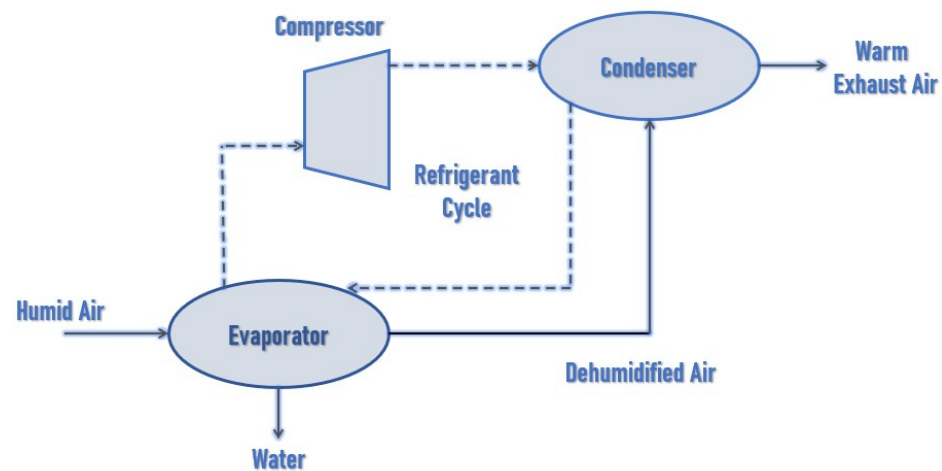 Compressor
Condenser
Warm
Exhaust Air
Refrigerant
Cycle
Humid Air
Evaporator
Dehumidified Air
Water